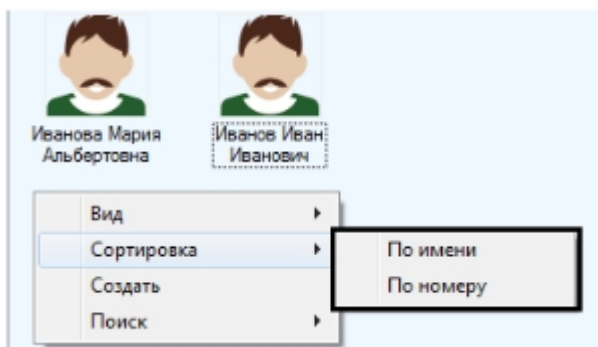 Иванова Мария
Альбертовна
Иванов Иван
Иванович
Вид
Сортировка
Создать
Поиск
По имени
По номеру